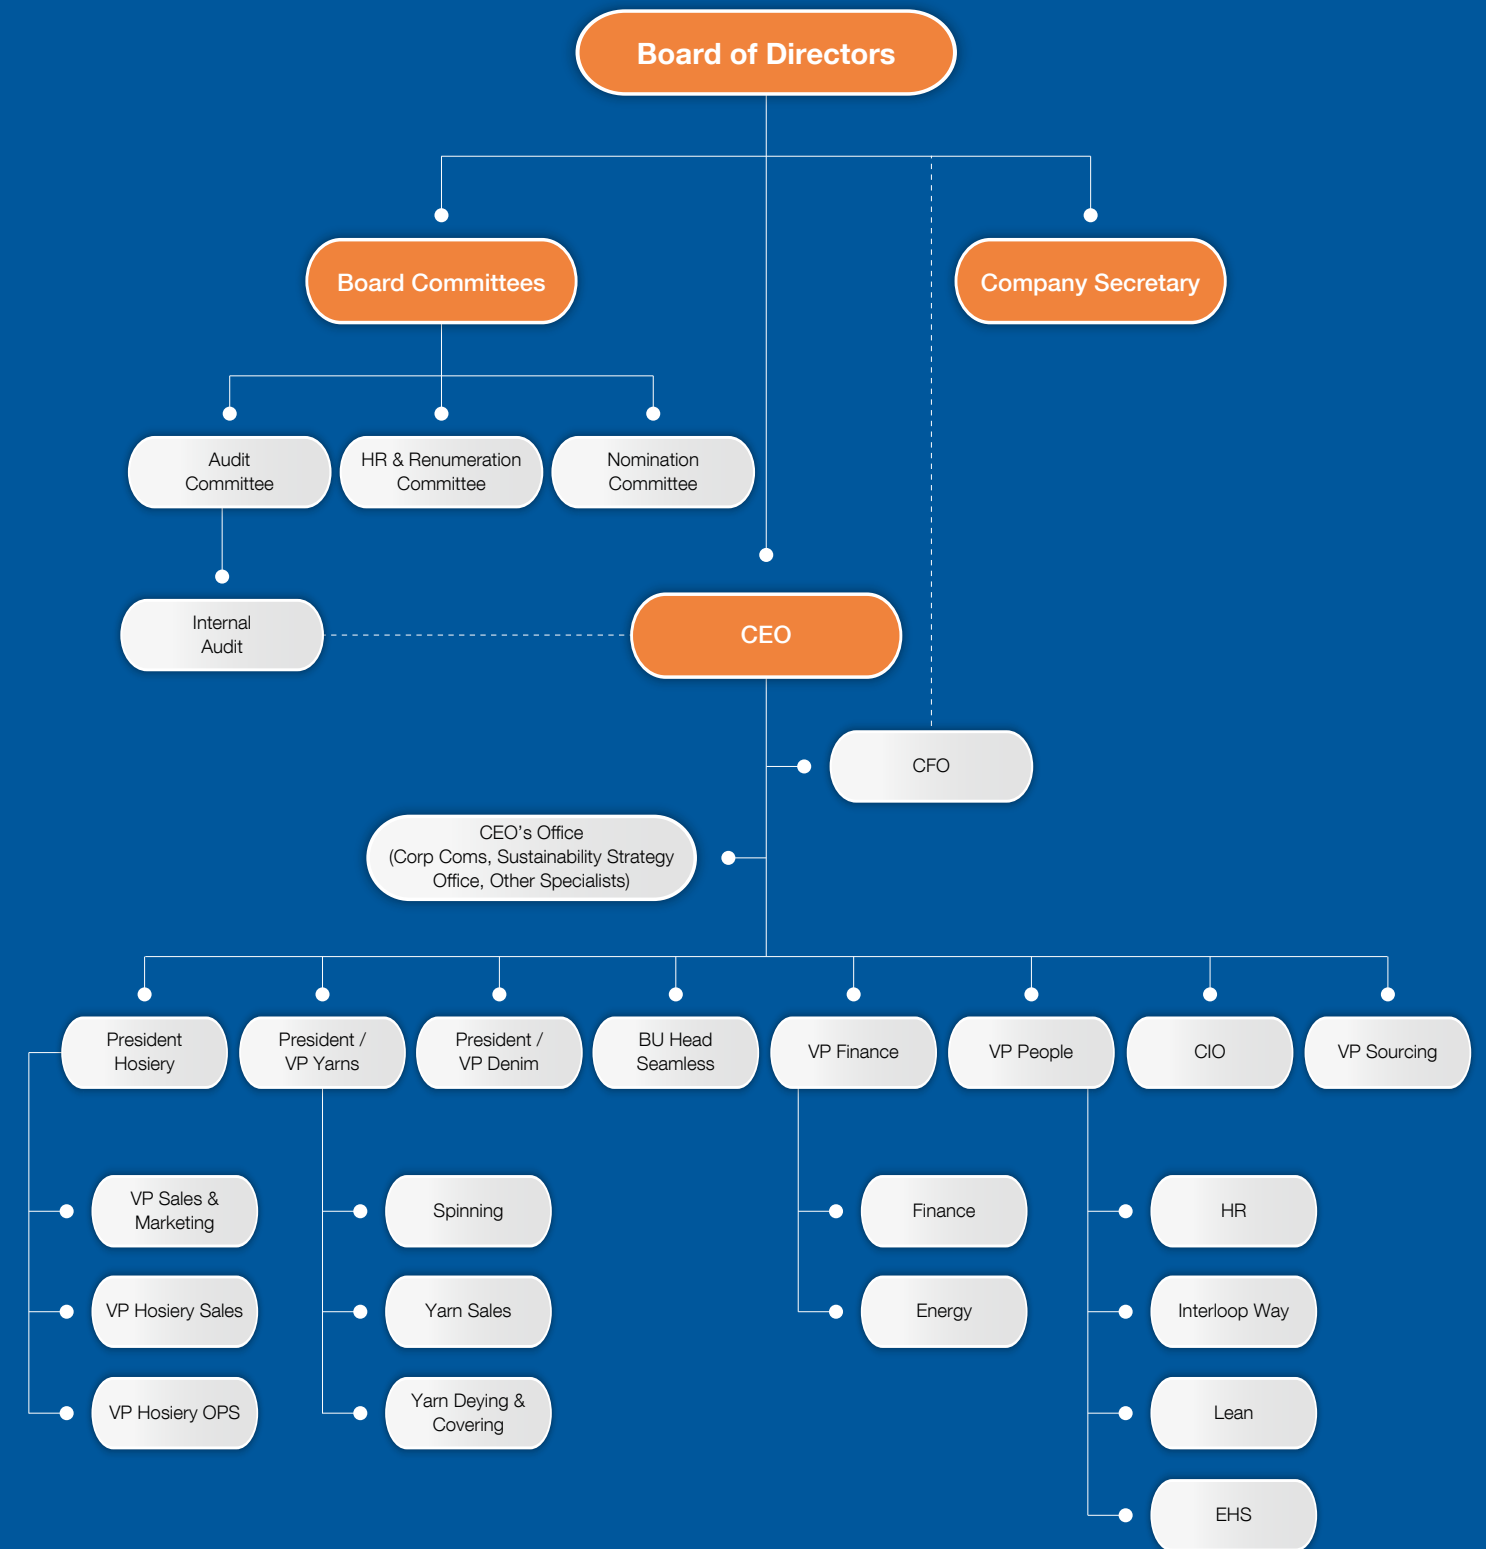 Board of Directors
Board Committees
Company Secretary
Audit
Committee
HR & Renumeration
Committee
Nomination
Committee
Internal
Audit
CEO
CFO
CEO’s Office
(Corp Coms, Sustainability Strategy
Office, Other Specialists)
President
Hosiery
President /
VP Yarns
President /
VP Denim
BU Head
Seamless
VP Finance
VP People
CIO
VP Sourcing
VP Sales &
Marketing
Spinning
Finance
HR
VP Hosiery Sales
Yarn Sales
Energy
Interloop Way
VP Hosiery OPS
Yarn Deying &
Covering
Lean
EHS